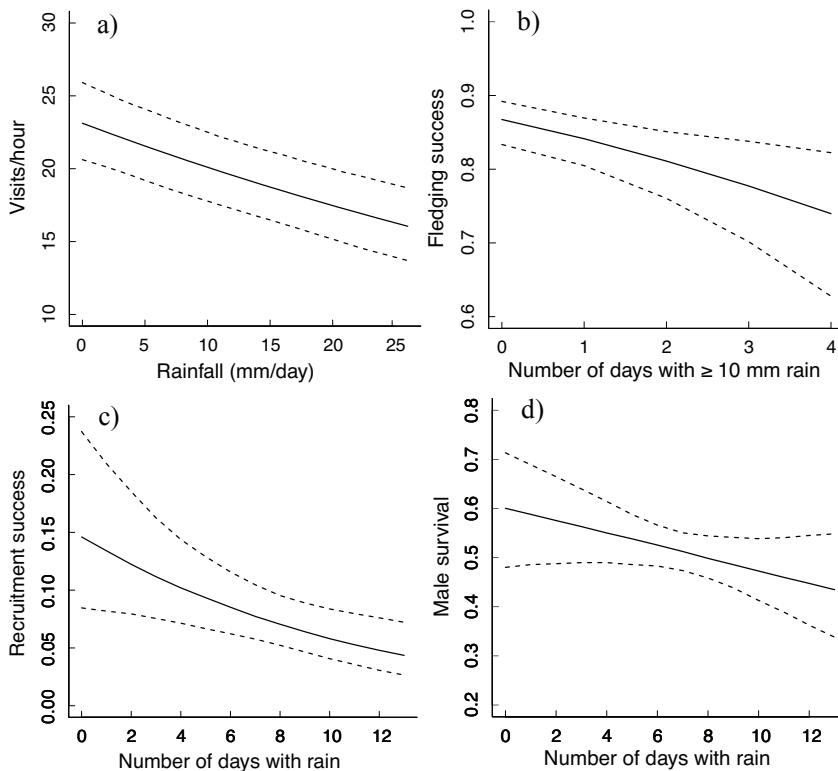 a)
30
25
20
15
10
Visits/hour
0 5 10 15 20 25
Rainfall (mm/day)
b)
1.0
0.9
0.8
0.7
0.6
Fledging success
0 1 2 3 4
Number of days with ≥ 10 mm rain
c)
0.25
0.20
0.15
0.10
0.05
0.00
Recruitment success
0 2 4 6 8 10 12
Number of days with rain
d)
0.8
0.7
0.6
0.5
0.4
0.3
0.2
Male survival
0 2 4 6 8 10 12
Number of days with rain